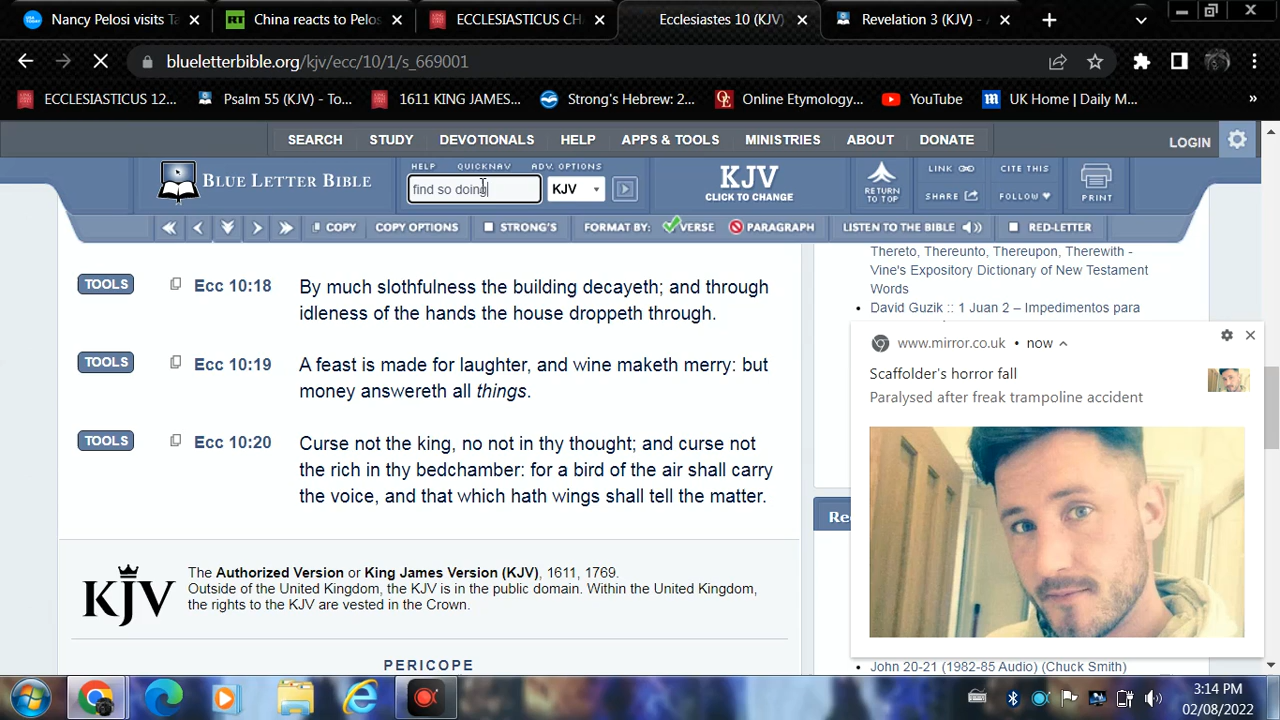 Nancy Pelosi visits Ta
China reacts to Pelos
ECCLESIASTICUS CH
Ecclesiastes 10 (KJV)
Revelation 3 (KJV) - A
blueletterbible.org/kjv/ecc/10/1/s_669001
ECCLESIASTICUS 12...
Psalm 55 (KJV) - To...
1611 KING JAMES...
Strong's Hebrew: 2...
Online Etymology...
YouTube
UK Home | Daily M...
SEARCH STUDY DEVOTIONALS HELP APPS & TOOLS MINISTRIES ABOUT DONATE LOGIN
HELP QUICKNAV ADV. OPTIONS
BLUE LETTER BIBLE
find so doing
KJV
KJV
CLICK TO CHANGE
RETURN
TO TOP
LINK
CITE THIS
SHARE
FOLLOW
PRINT
COPY COPY OPTIONS STRONG'S FORMAT BY: VERSE PARAGRAPH LISTEN TO THE BIBLE RED-LETTER
TOOLS Ecc 10:18 By much slothfulness the building decayeth; and through
idleness of the hands the house droppeth through.
TOOLS Ecc 10:19 A feast is made for laughter, and wine maketh merry: but
money answereth all things.
TOOLS Ecc 10:20 Curse not the king, no not in thy thought; and curse not
the rich in thy bedchamber: for a bird of the air shall carry
the voice, and that which hath wings shall tell the matter.
KJV
The Authorized Version or King James Version (KJV), 1611, 1769.
Outside of the United Kingdom, the KJV is in the public domain. Within the United Kingdom,
the rights to the KJV are vested in the Crown.
PERICOPE
Thereto, Thereunto, Thereupon, Therewith -
Vine's Expository Dictionary of New Testament
Words
David Guzik :: 1 Juan 2 – Impedimentos para
www.mirror.co.uk • now
Scaffolder's horror fall
Paralysed after freak trampoline accident
Re
John 20-21 (1982-85 Audio) (Chuck Smith)
3:14 PM
02/08/2022